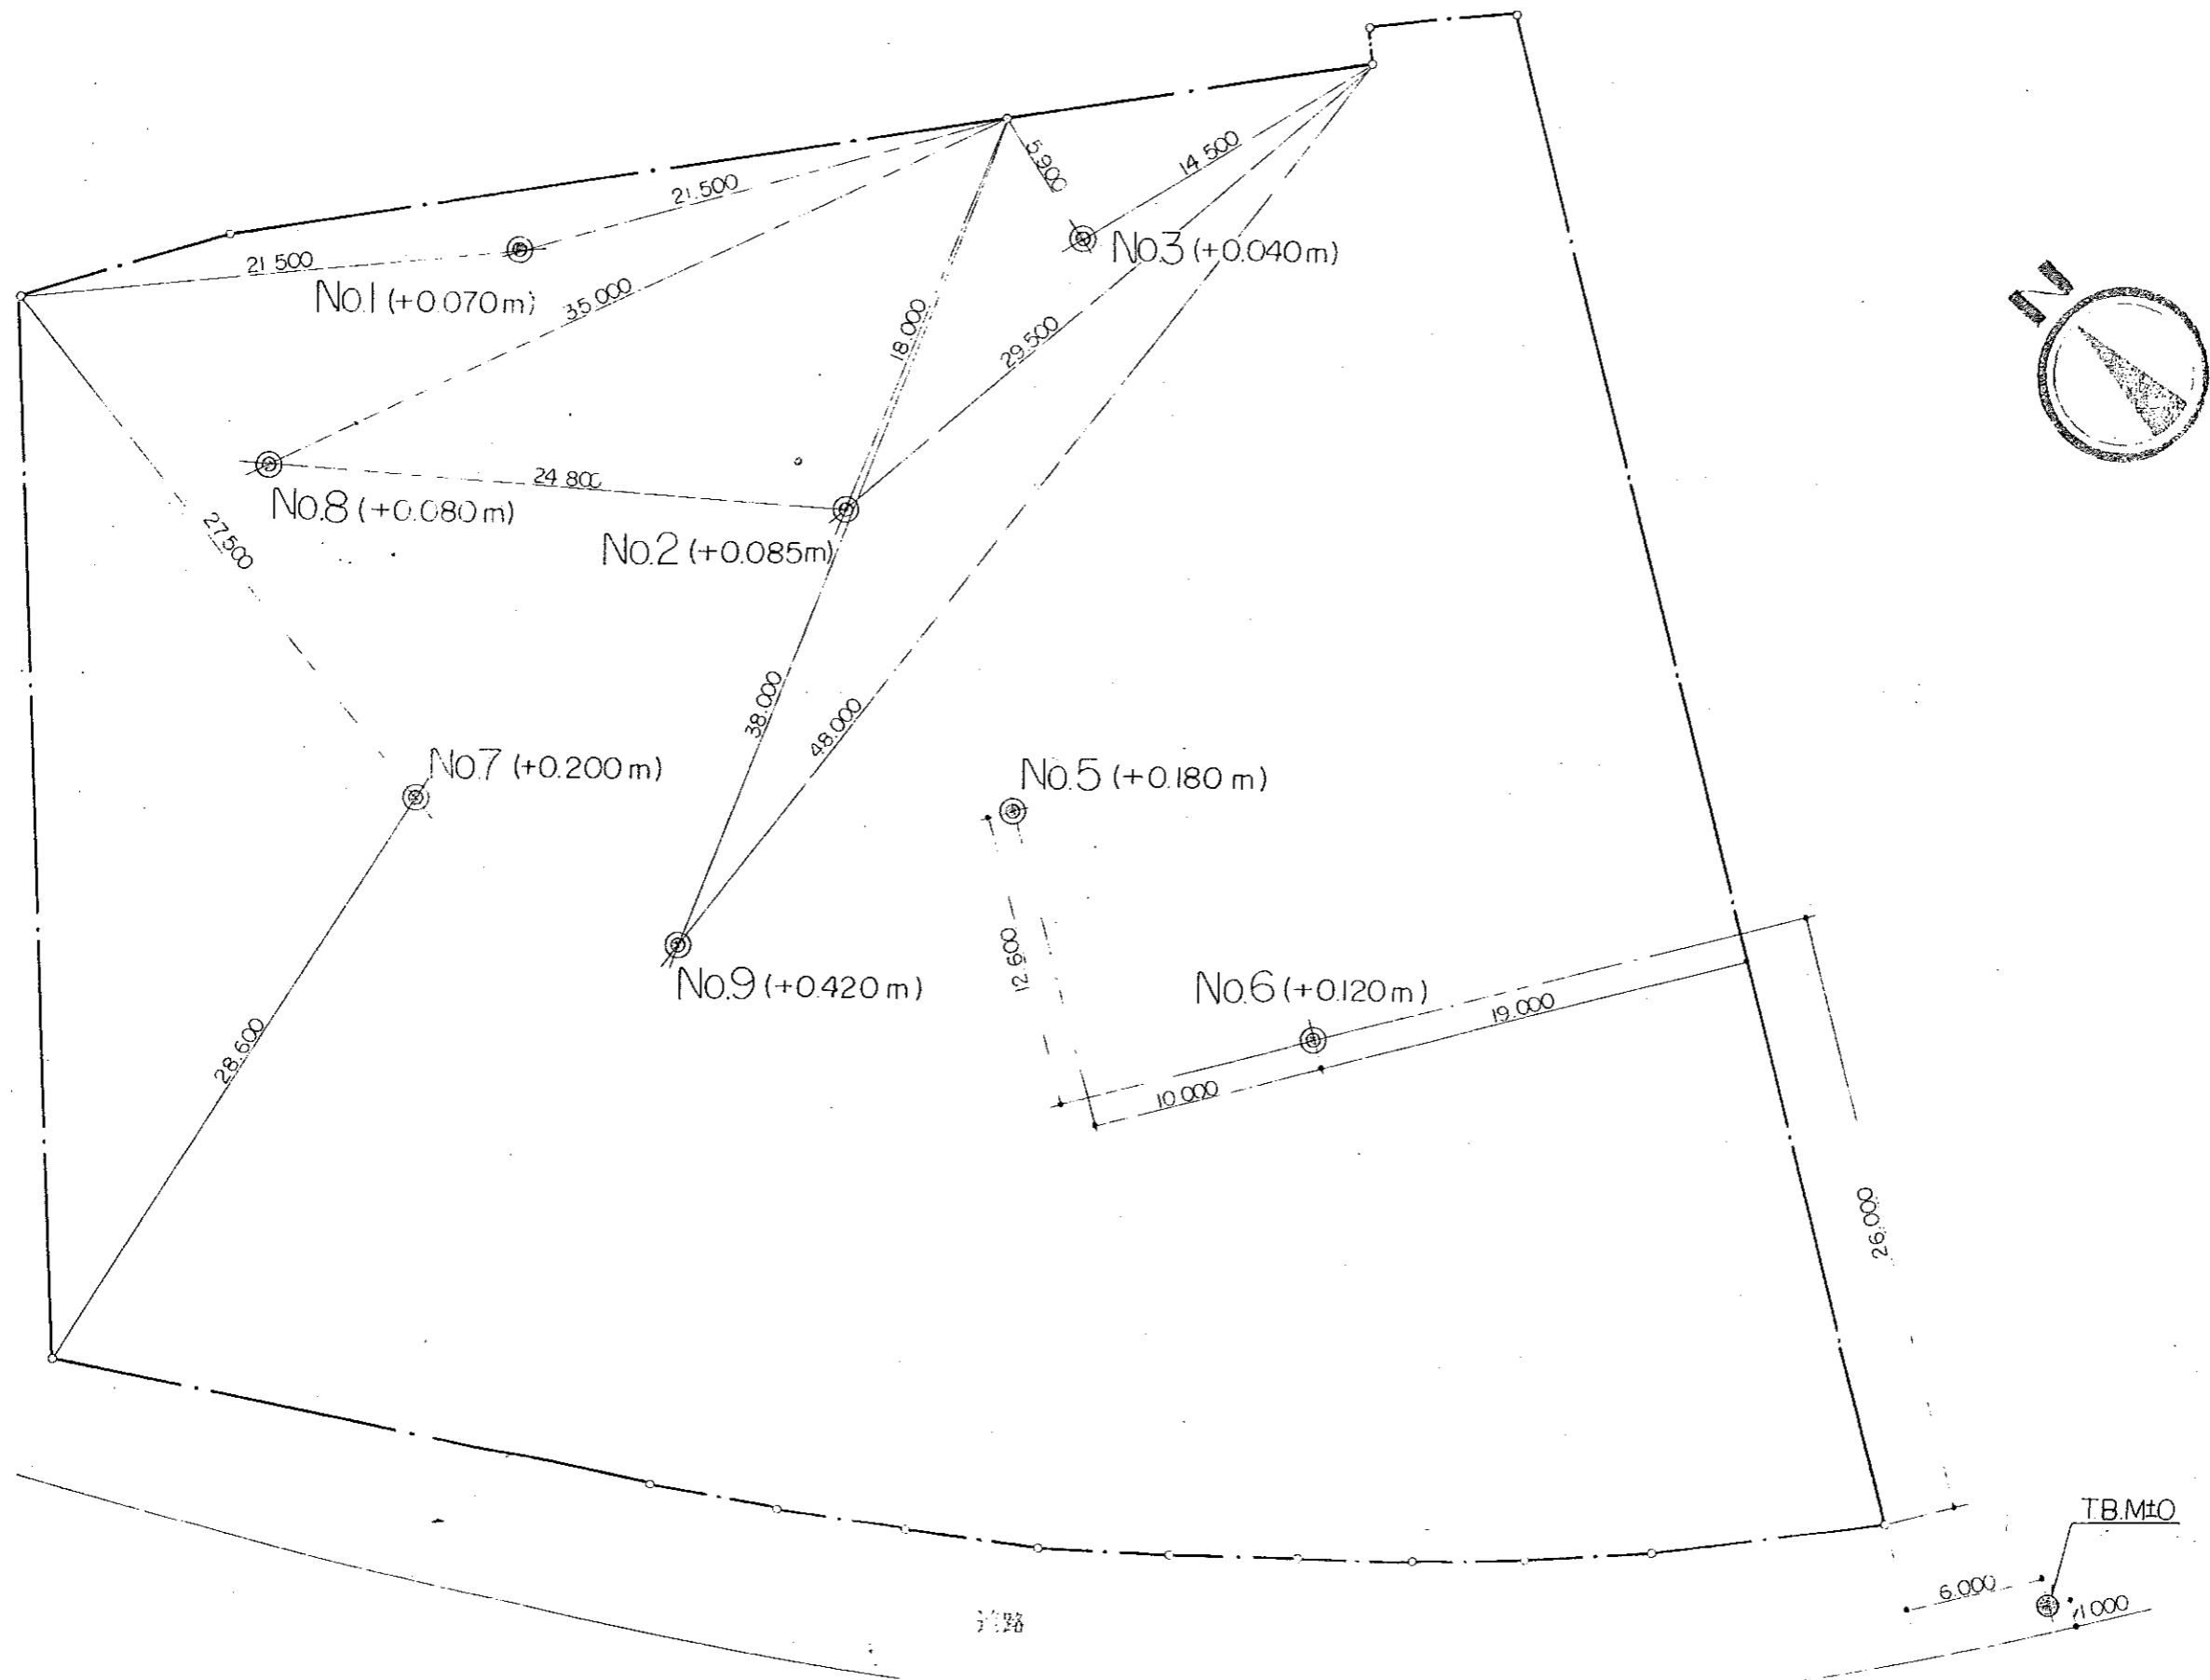 5.900
14.500
21.500
N
No.3 (+0.040m)
21.500
No.1 (+0.070m)
35.000
18.000
29.500
24.800
No.8 (+0.080m)
27.500
No.2 (+0.085m)
38.000
48.000
No.7 (+0.200m)
No.5 (+0.180m)
12.600
No.9 (+0.420m)
No.6 (+0.120m)
19.000
28.600
10.000
26.000
T.B.M±0
6.000
1.000
道路